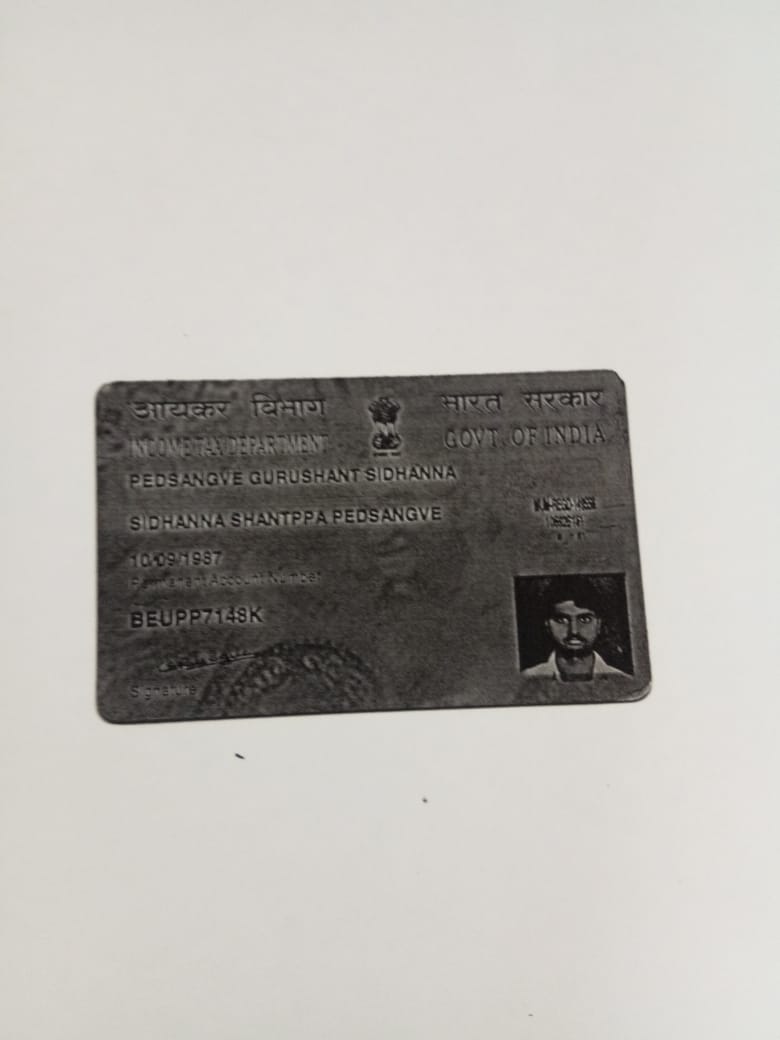 आयकर विभाग
भारत सरकार
INCOME TAX DEPARTMENT
GOVT. OF INDIA
PEDSANGVE GURUSHANT SIDHANNA
SIDHANNA SHANTPPA PEDSANGVE
10/09/1987
Permanent Account Number
BEUPP7148K
Signature